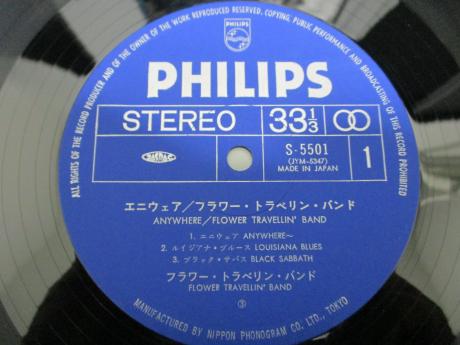 ALL RIGHTS OF THE RECORD PRODUCER AND OF THE OWNER OF THE WORK REPRODUCED RESERVED. COPYING, PUBLIC PERFORMANCE AND BROADCASTING OF THIS RECORD PROHIBITED
PHILIPS
PHILIPS
STEREO
33 1/3
S-5501
(JYM-5347)
MADE IN JAPAN
1
エニウェア/フラワー・トラベリン・バンド
ANYWHERE/FLOWER TRAVELLIN' BAND
1. エニウェア ANYWHERE~
2. ルイジアナ・ブルース LOUISIANA BLUES
3. ブラック・サバス BLACK SABBATH
フラワー・トラベリン・バンド
FLOWER TRAVELLIN' BAND
③
MANUFACTURED BY NIPPON PHONOGRAM CO., LTD., TOKYO